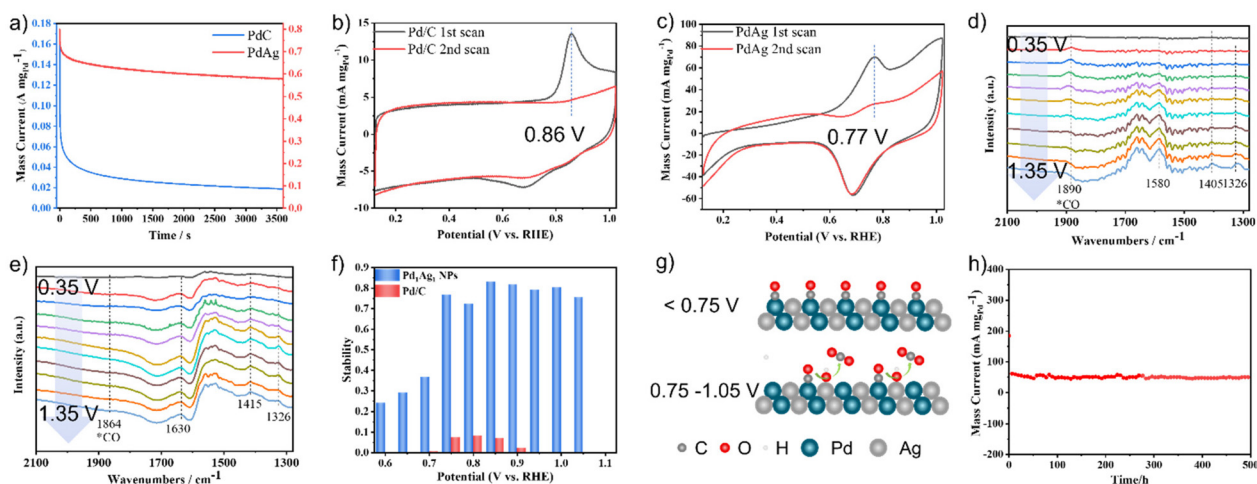 a)
0.18
0.16
0.14
0.12
0.10
0.08
0.06
0.04
0.02
0.00
Mass Current (A mgPd⁻¹)
PdC
PdAg
0.8
0.7
0.6
0.5
0.4
0.3
0.2
0.1
0.0
0 500 1000 1500 2000 2500 3000 3500
Time / s
b)
15
10
5
0
-5
-10
Mass Current (mA mgPd⁻¹)
Pd/C 1st scan
Pd/C 2nd scan
0.86 V
0.2 0.4 0.6 0.8 1.0
Potential (V vs. RHE)
c)
100
80
60
40
20
0
-20
-40
-60
Mass Current (mA mgPd⁻¹)
PdAg 1st scan
PdAg 2nd scan
0.77 V
0.2 0.4 0.6 0.8 1.0
Potential (V vs. RHE)
d)
Intensity (a.u.)
0.35 V
1.35 V
1890
*CO
1580
1405
1326
2100 1900 1700 1500 1300
Wavenumbers / cm⁻¹
e)
Intensity (a.u.)
0.35 V
1.35 V
1864
*CO
1630
1415
1326
2100 1900 1700 1500 1300
Wavenumbers / cm⁻¹
f)
Stability
0.9
0.8
0.7
0.6
0.5
0.4
0.3
0.2
0.1
0.0
Pd₁Ag₁ NPs
Pd/C
0.6 0.7 0.8 0.9 1.0 1.1
Potential (V vs. RHE)
g)
< 0.75 V
0.75 -1.05 V
C O H Pd Ag
h)
Mass Current (mA mgPd⁻¹)
400
300
200
100
0
-100
-200
0 100 200 300 400 500
Time/h